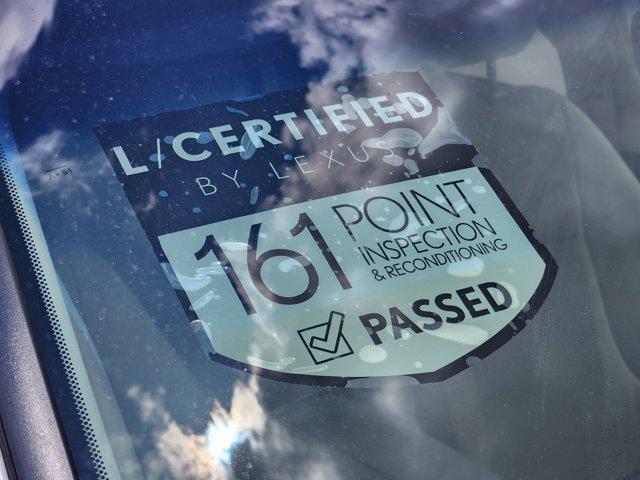 L/CERTIFIED
BY LEXUS
161 POINT
INSPECTION
& RECONDITIONING
PASSED